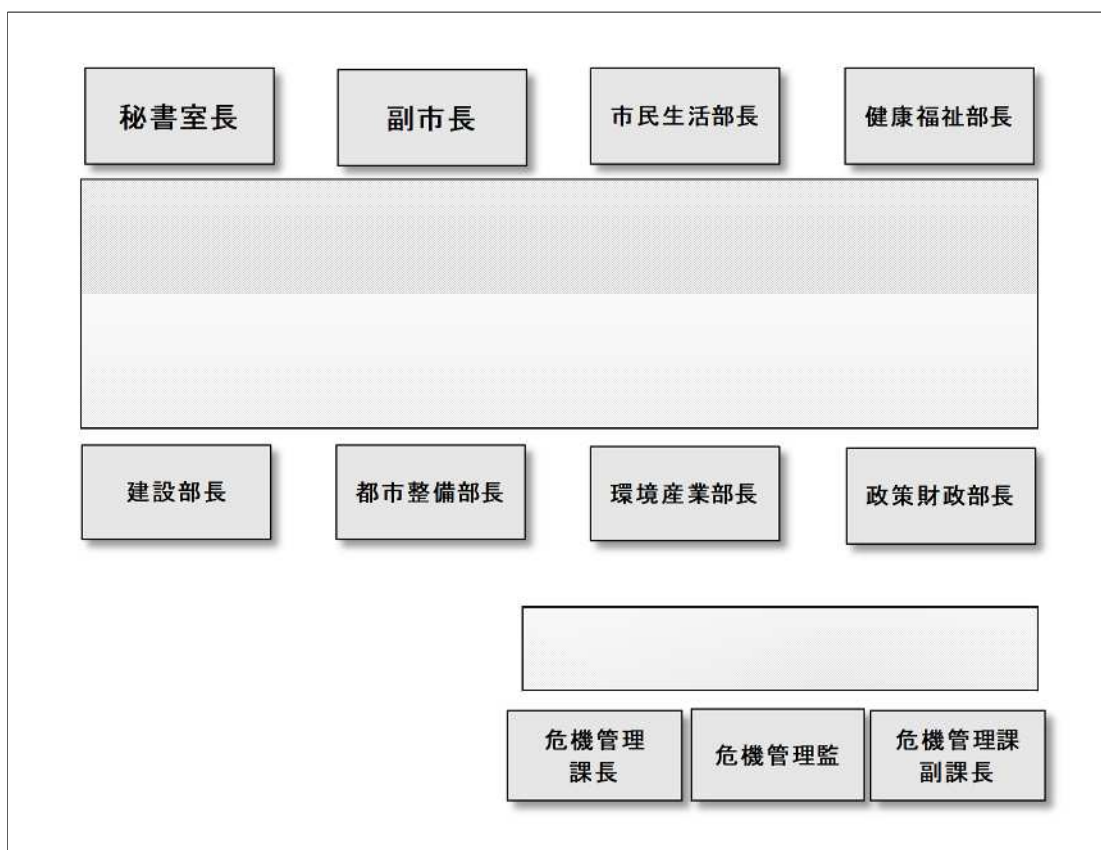 秘書室長
副市長
市民生活部長
健康福祉部長
建設部長
都市整備部長
環境産業部長
政策財政部長
危機管理
課長
危機管理監
危機管理課
副課長